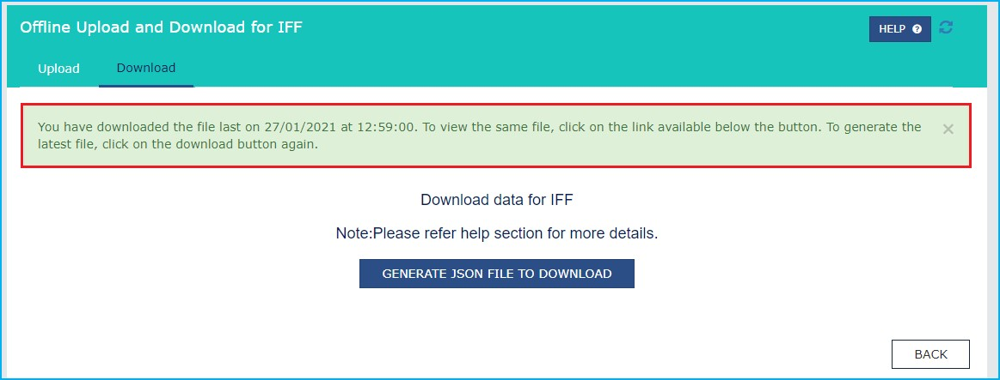 Offline Upload and Download for IFF
HELP
Upload
Download
You have downloaded the file last on 27/01/2021 at 12:59:00. To view the same file, click on the link available below the button. To generate the
latest file, click on the download button again.
Download data for IFF
Note:Please refer help section for more details.
GENERATE JSON FILE TO DOWNLOAD
BACK